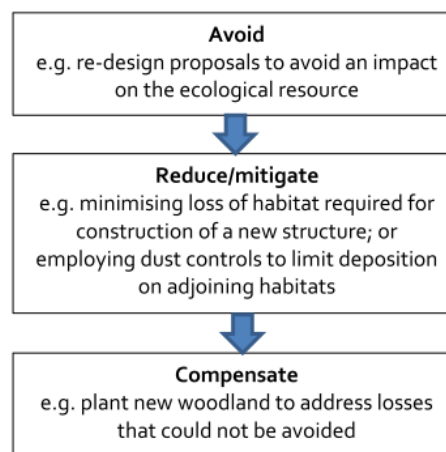 Avoid
e.g. re-design proposals to avoid an impact
on the ecological resource
Reduce/mitigate
e.g. minimising loss of habitat required for
construction of a new structure; or
employing dust controls to limit deposition
on adjoining habitats
Compensate
e.g. plant new woodland to address losses
that could not be avoided